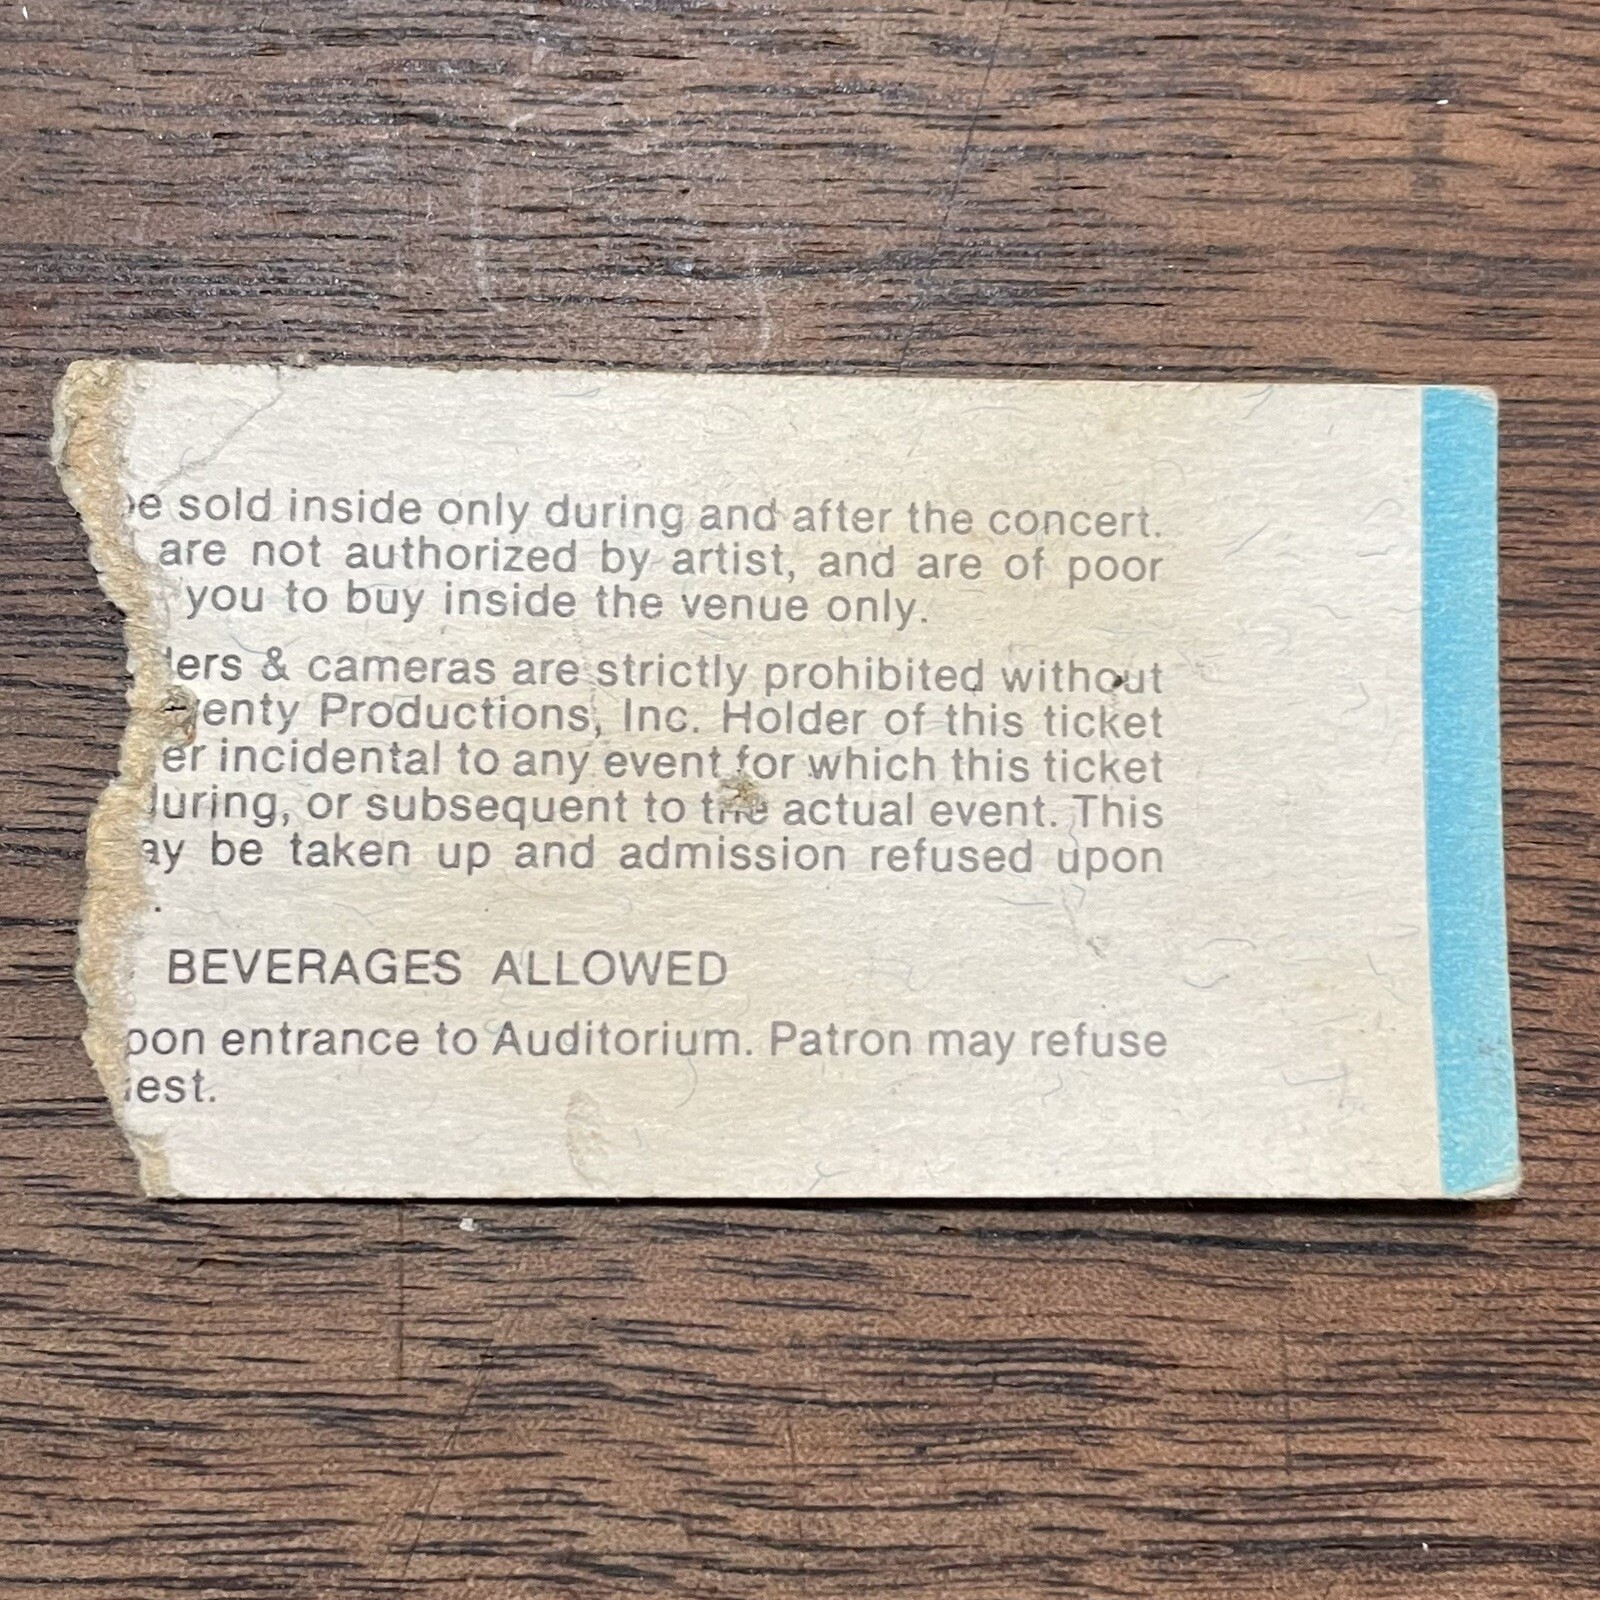 be sold inside only during and after the concert.
are not authorized by artist, and are of poor
you to buy inside the venue only.
ders & cameras are strictly prohibited without
venty Productions, Inc. Holder of this ticket
er incidental to any event for which this ticket
during, or subsequent to the actual event. This
ay be taken up and admission refused upon
.
BEVERAGES ALLOWED
pon entrance to Auditorium. Patron may refuse
est.